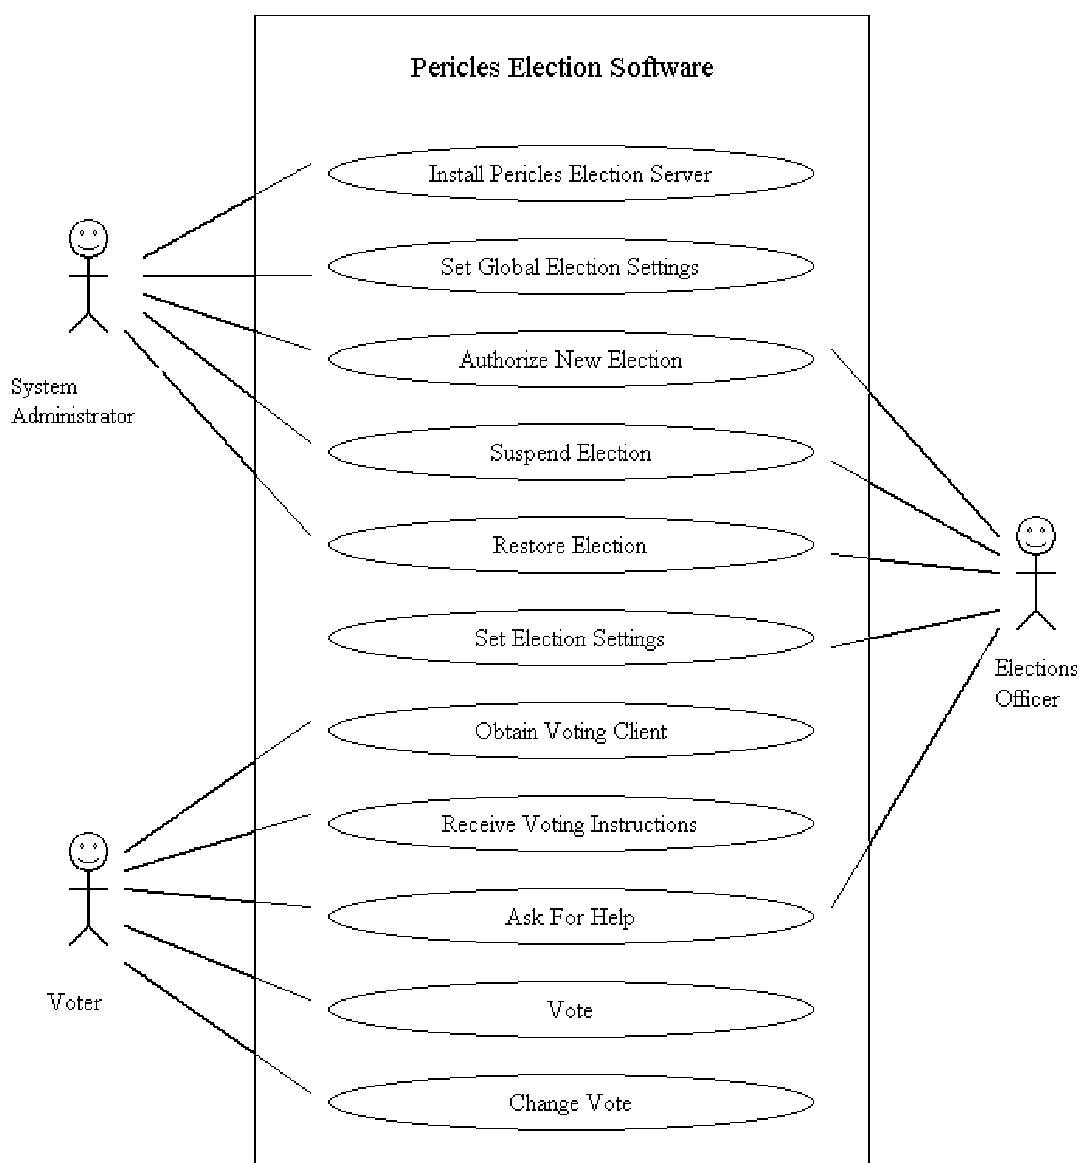 Pericles Election Software
Install Pericles Election Server
Set Global Election Settings
Authorize New Election
System
Administrator
Suspend Election
Restore Election
Set Election Settings
Elections
Officer
Obtain Voting Client
Receive Voting Instructions
Ask For Help
Voter
Vote
Change Vote